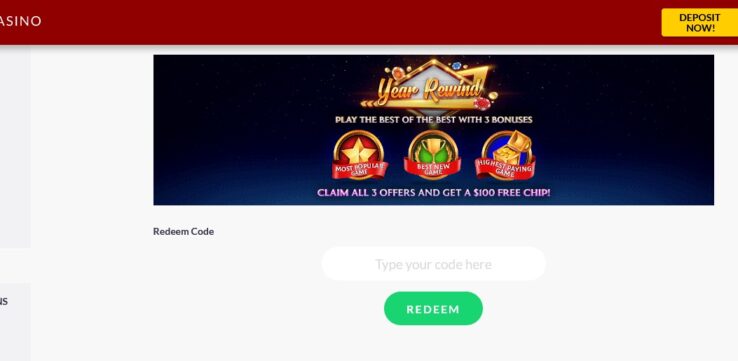 ASINO
DEPOSIT
NOW!
Year Rewind
PLAY THE BEST OF THE BEST WITH 3 BONUSES
MOST POPULAR
GAME
BEST NEW
GAME
HIGHEST PAYING
GAME
CLAIM ALL 3 OFFERS AND GET A $100 FREE CHIP!
Redeem Code
Type your code here
REDEEM
NS